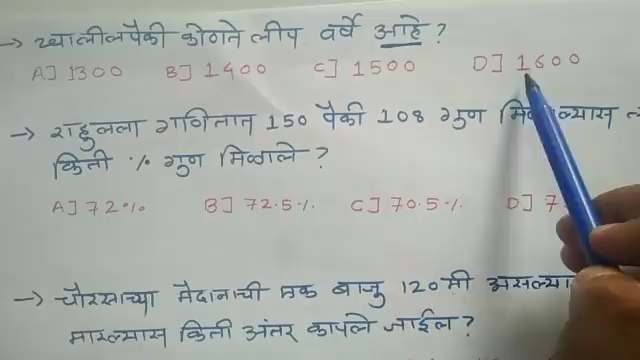 → खालीलपैकी कोणते लीप वर्षे आहे ?
A] 1300 B] 1400 C] 1500 D] 1600
→ राहुलला गणितात 150 पैकी 108 गुण मिळाल्यास
किती % गुण मिळाले ?
A] 72% B] 72.5% C] 70.5% D] 7
→ चौरसाच्या मैदानाची एक बाजु 120मी असल्या
मारल्यास किती अंतर कापले जाईल ?